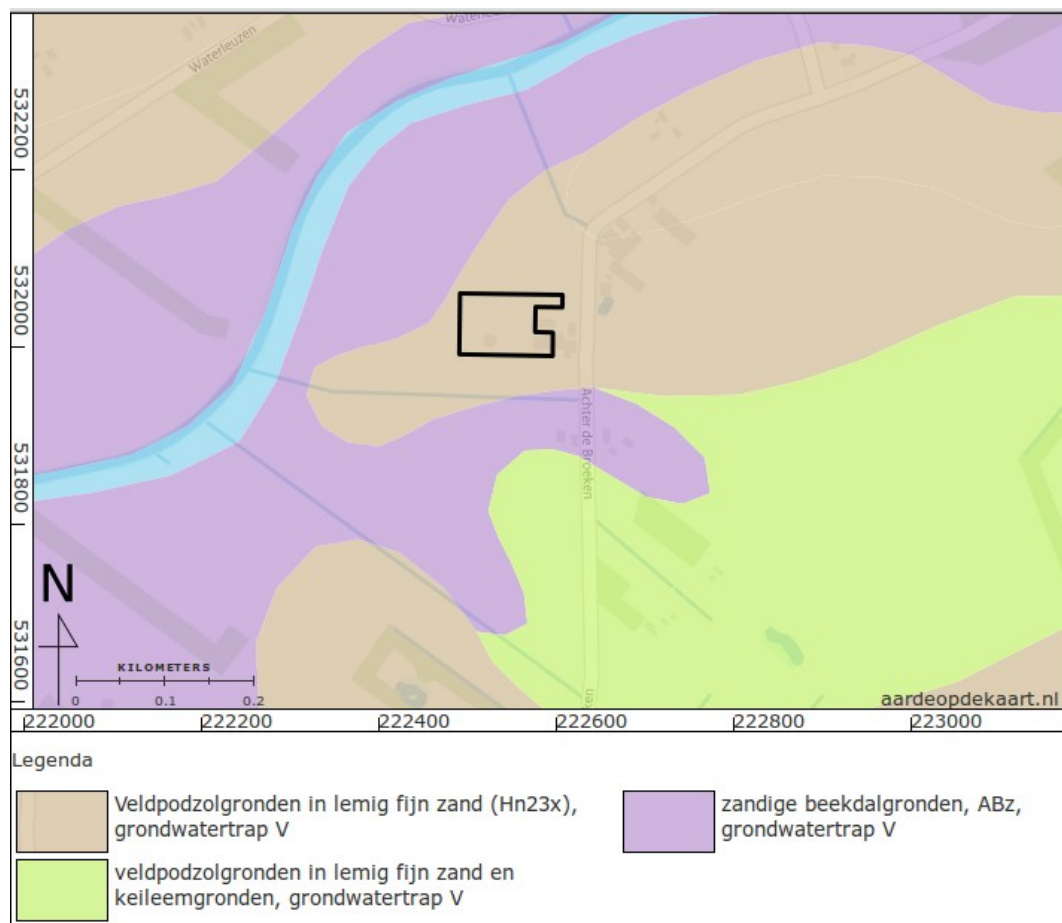 Waterleuzen
Waterleuzen
532200
532000
531800
531600
Achter de Broeken
N
KILOMETERS
0 0.1 0.2
aardeopdekaart.nl
222000 222200 222400 222600 222800 223000
Legenda
Veldpodzolgronden in lemig fijn zand (Hn23x),
grondwatertrap V
zandige beekdalgronden, ABz,
grondwatertrap V
veldpodzolgronden in lemig fijn zand en
keileemgronden, grondwatertrap V